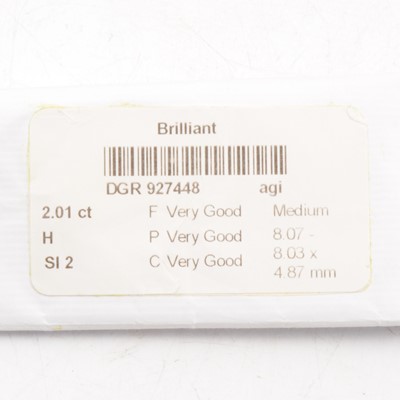 Brilliant
DGR 927448 agi
2.01 ct F Very Good Medium
H P Very Good 8.07 -
SI 2 C Very Good 8.03 x
4.87 mm